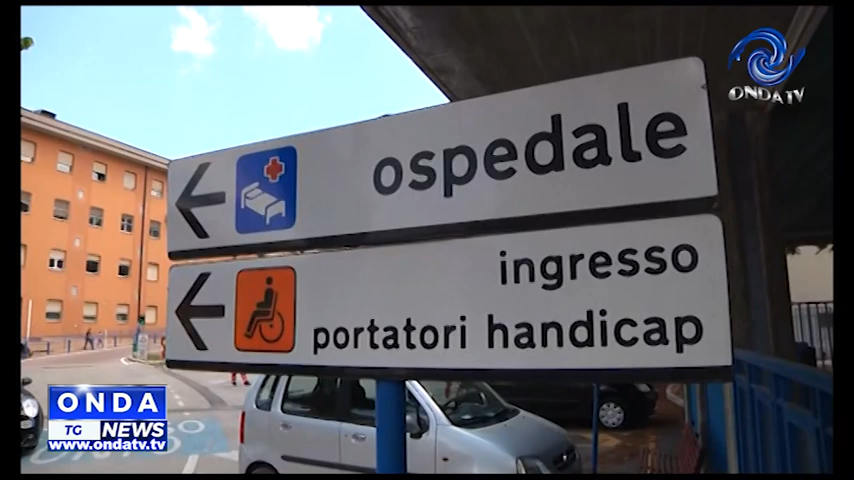 ONDA TV
ospedale
ingresso
portatori handicap
ONDA
TG NEWS
www.ondatv.tv